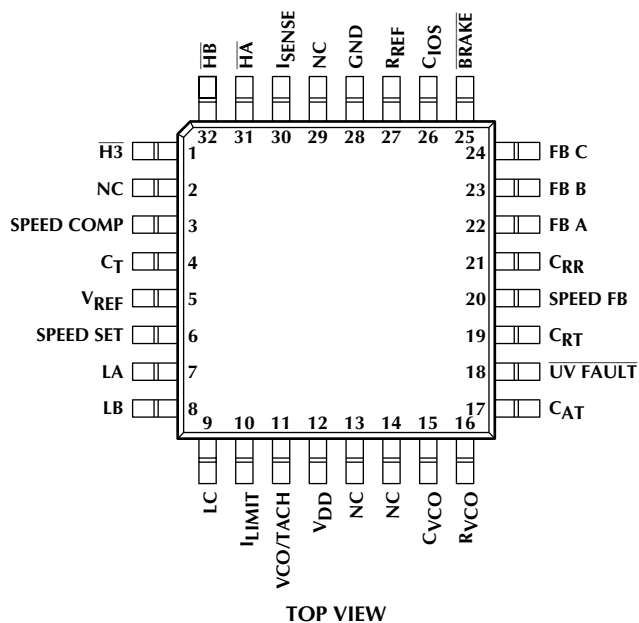 HB
HA
ISENSE
NC
GND
RREF
CIOS
BRAKE
32
31
30
29
28
27
26
25
H3
1
24
FB C
NC
2
23
FB B
SPEED COMP
3
22
FB A
CT
4
21
CRR
VREF
5
20
SPEED FB
SPEED SET
6
19
CRT
LA
7
18
UV FAULT
LB
8
17
CAT
9
10
11
12
13
14
15
16
LC
ILIMIT
VCO/TACH
VDD
NC
NC
CVCO
RVCO
TOP VIEW